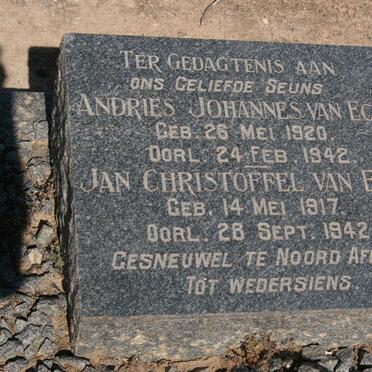 TER GEDAGTENIS AAN
ONS GELIEFDE SEUNS
ANDRIES JOHANNES VAN
GEB. 26 MEI 1920.
OORL. 24 FEB. 1942.
JAN CHRISTOFFEL VAN
GEB. 14 MEI 1917.
OORL. 28 SEPT. 1942
GESNEUWEL TE NOORD
TOT WEDERSIENS.